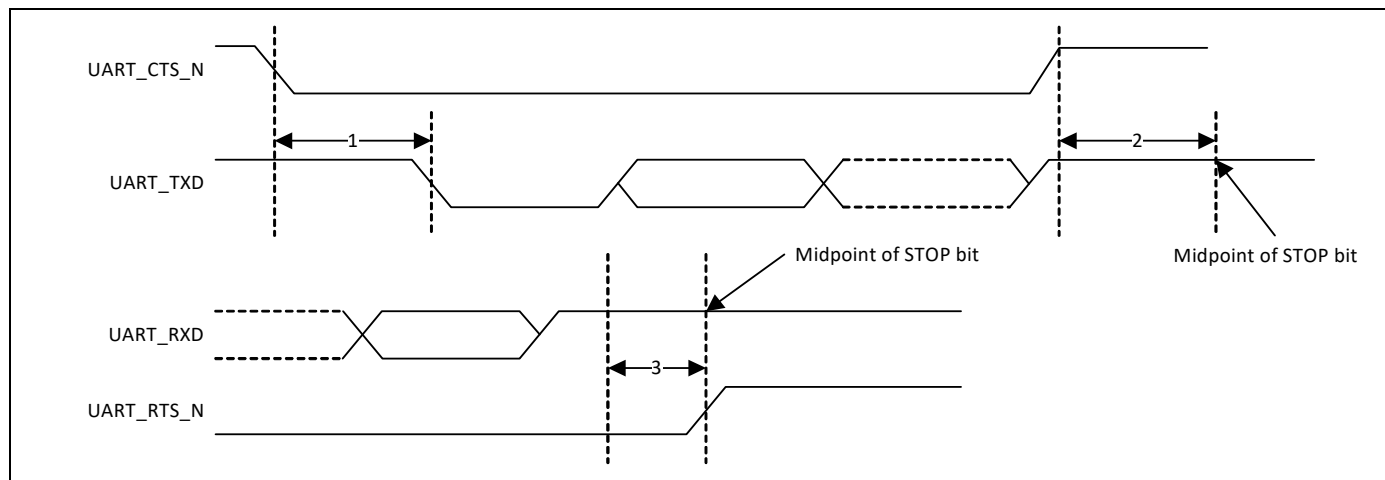 UART_CTS_N
1
2
UART_TXD
Midpoint of STOP bit
Midpoint of STOP bit
UART_RXD
3
UART_RTS_N